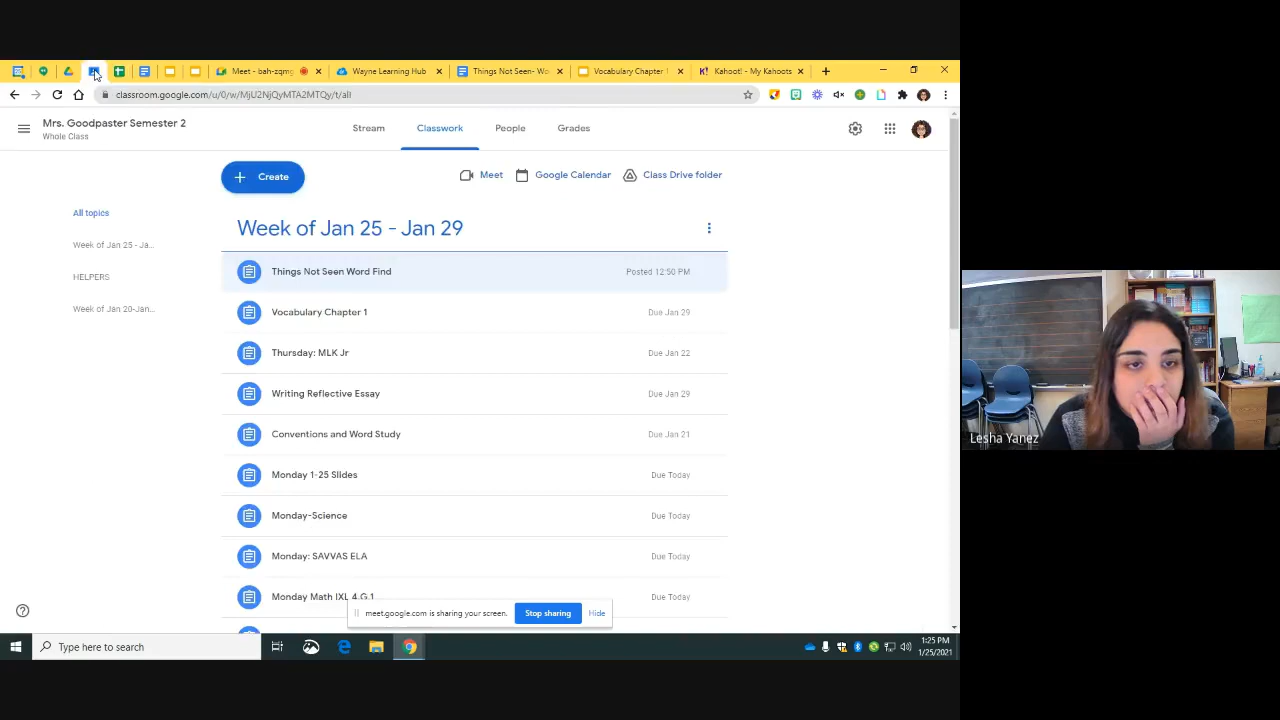 Meet - bah-zqmg
Wayne Learning Hub
Things Not Seen- Wo
Vocabulary Chapter
Kahoot! - My Kahoots
classroom.google.com/u/0/w/MjU2NjQyMTA2MTQy/t/all
Mrs. Goodpaster Semester 2
Whole Class
Stream
Classwork
People
Grades
Create
Meet
Google Calendar
Class Drive folder
All topics
Week of Jan 25 - Ja...
HELPERS
Week of Jan 20-Jan...
Week of Jan 25 - Jan 29
Things Not Seen Word Find Posted 12:50 PM
Vocabulary Chapter 1 Due Jan 29
Thursday: MLK Jr Due Jan 22
Writing Reflective Essay Due Jan 29
Conventions and Word Study Due Jan 21
Monday 1-25 Slides Due Today
Monday-Science Due Today
Monday: SAVVAS ELA Due Today
Monday Math IXL 4.G.1 Due Today
meet.google.com is sharing your screen. Stop sharing Hide
Type here to search
1:25 PM
1/25/2021
Lesha Yanez